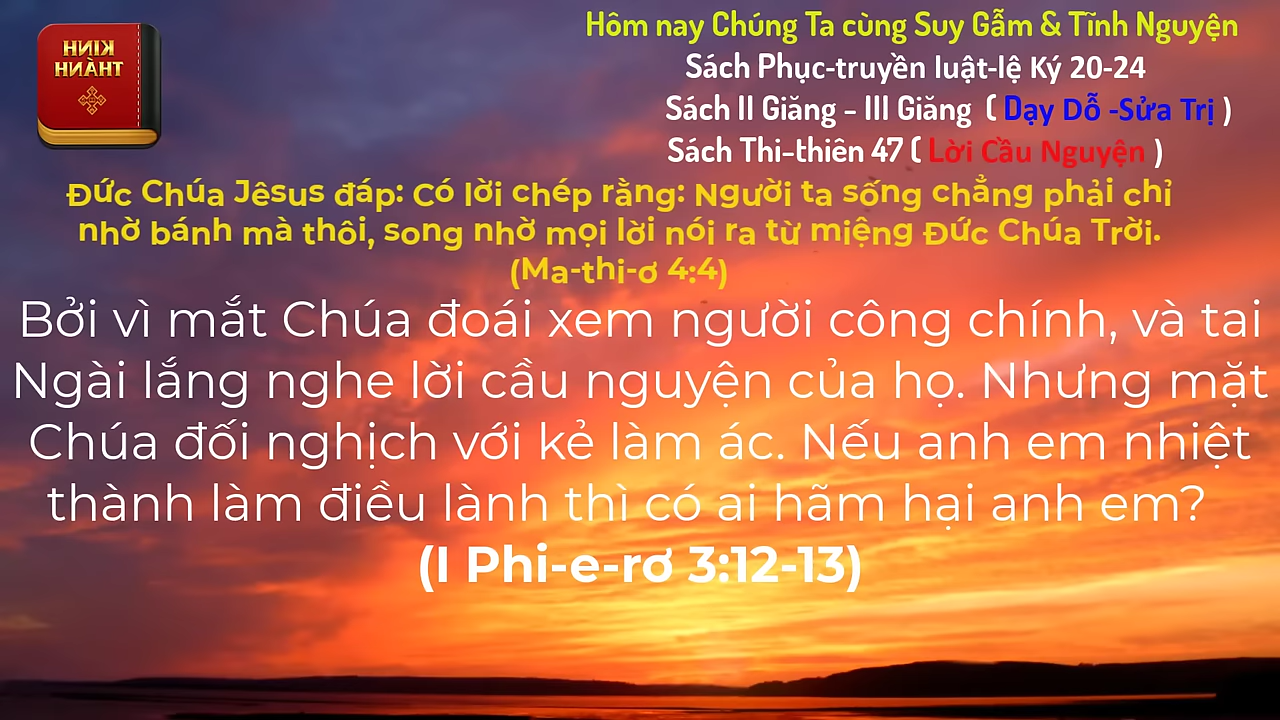 KINH
THÀNH
Hôm nay Chúng Ta cùng Suy Gẫm & Tĩnh Nguyện
Sách Phục-truyền luật-lệ Ký 20-24
Sách II Giăng - III Giăng ( Dạy Dỗ -Sửa Trị )
Sách Thi-thiên 47 ( Lời Cầu Nguyện )
Đức Chúa Jêsus đáp: Có lời chép rằng: Người ta sống chẳng phải chỉ
nhờ bánh mà thôi, song nhờ mọi lời nói ra từ miệng Đức Chúa Trời.
(Ma-thi-ơ 4:4)
Bởi vì mắt Chúa đoái xem người công chính, và tai
Ngài lắng nghe lời cầu nguyện của họ. Nhưng mặt
Chúa đối nghịch với kẻ làm ác. Nếu anh em nhiệt
thành làm điều lành thì có ai hãm hại anh em?
(I Phi-e-rơ 3:12-13)